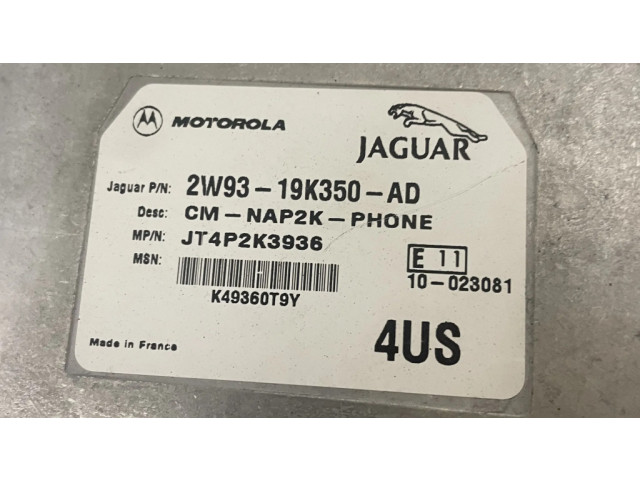 MOTOROLA
JAGUAR
Jaguar P/N: 2W93-19K350-AD
Desc: CM-NAP2K-PHONE
MP/N: JT4P2K3936
MSN:
K49360T9Y
E 11
10-023081
Made in France
4US